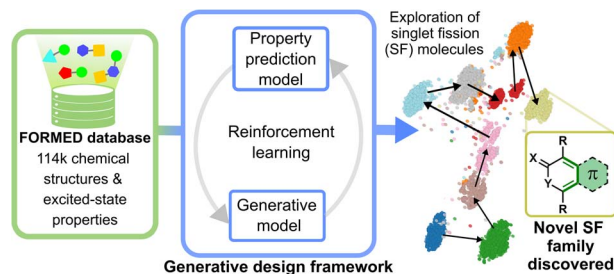 FORMED database
114k chemical
structures &
excited-state
properties
Property
prediction
model
Reinforcement
learning
Generative
model
Generative design framework
Exploration of
singlet fission
(SF) molecules
R
X
Y
π
R
Novel SF
family
discovered